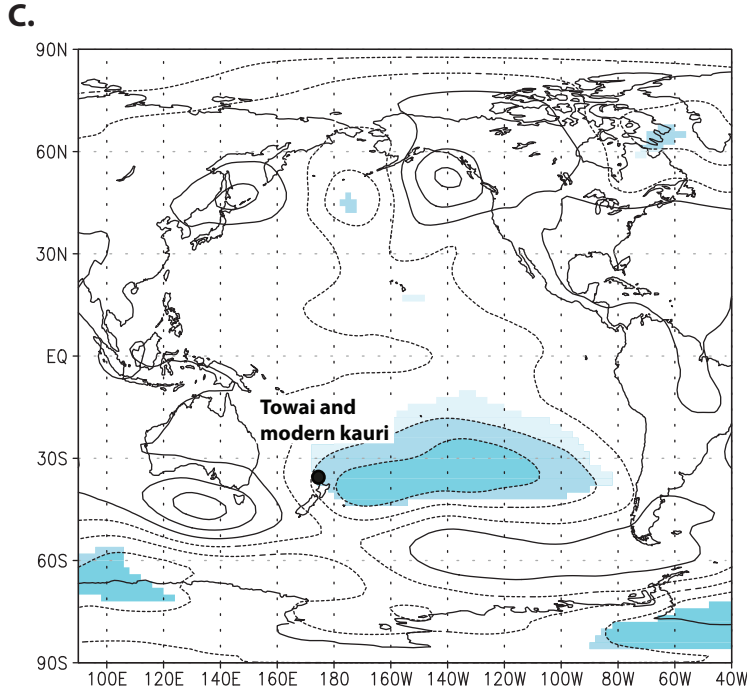 C.
90N
60N
30N
EQ
Towai and
modern kauri
30S
60S
90S
100E 120E 140E 160E 180 160W 140W 120W 100W 80W 60W 40W